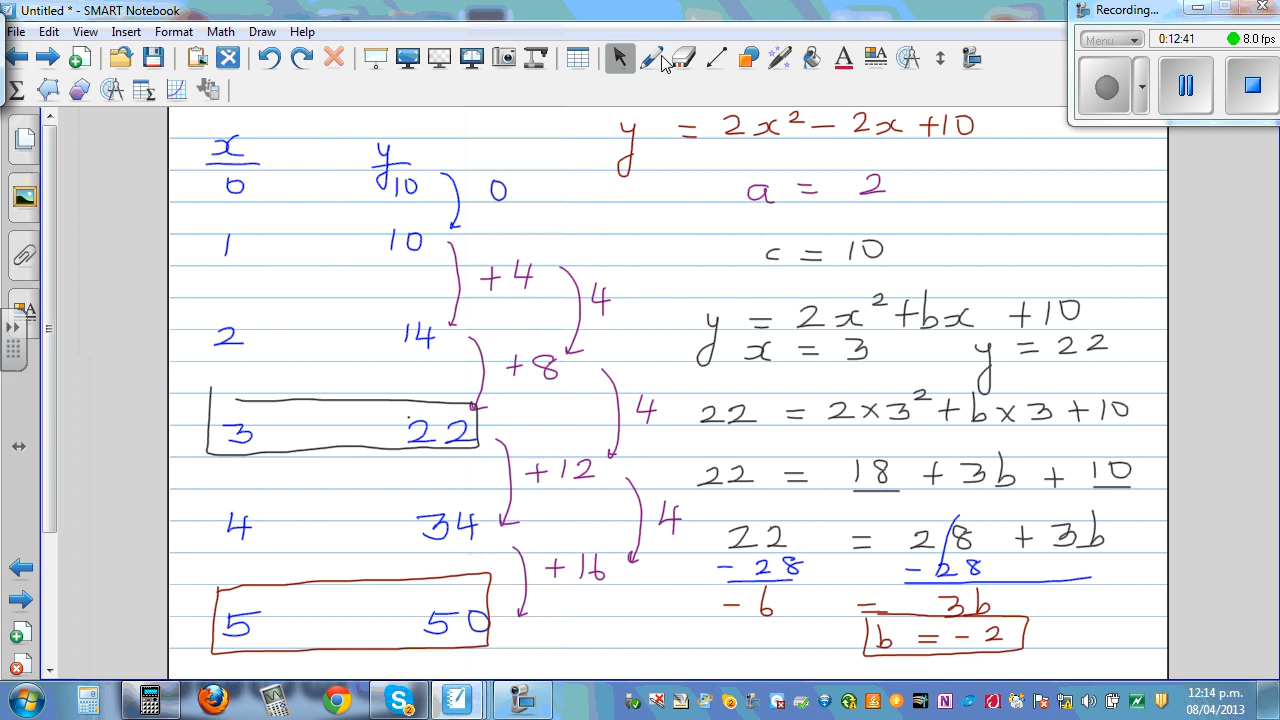 Untitled * - SMART Notebook
Recording...
File Edit View Insert Format Math Draw Help
Menu 0:12:41 8.0 fps
y = 2x² - 2x + 10
x y
0 10 0
a = 2
1 10
c = 10
+4 4
y = 2x² + bx + 10
2 14
x = 3 y = 22
+8
4
22 = 2 × 3² + b × 3 + 10
3 22
+12
22 = 18 + 3b + 10
4 34 4
22 = 28 + 3b
- 28 - 28
+16
- 6 = 3b
5 50
b = - 2
12:14 p.m.
08/04/2013